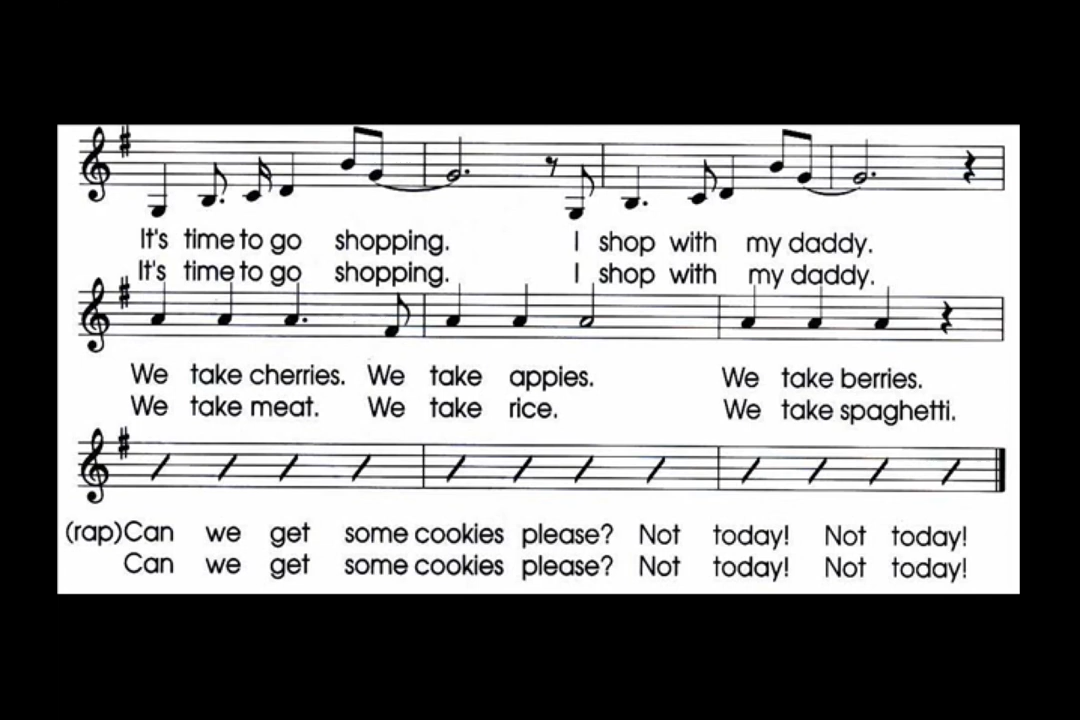 It's time to go shopping. I shop with my daddy.
It's time to go shopping. I shop with my daddy.
We take cherries. We take appies. We take berries.
We take meat. We take rice. We take spaghetti.
(rap)Can we get some cookies please? Not today! Not today!
Can we get some cookies please? Not today! Not today!